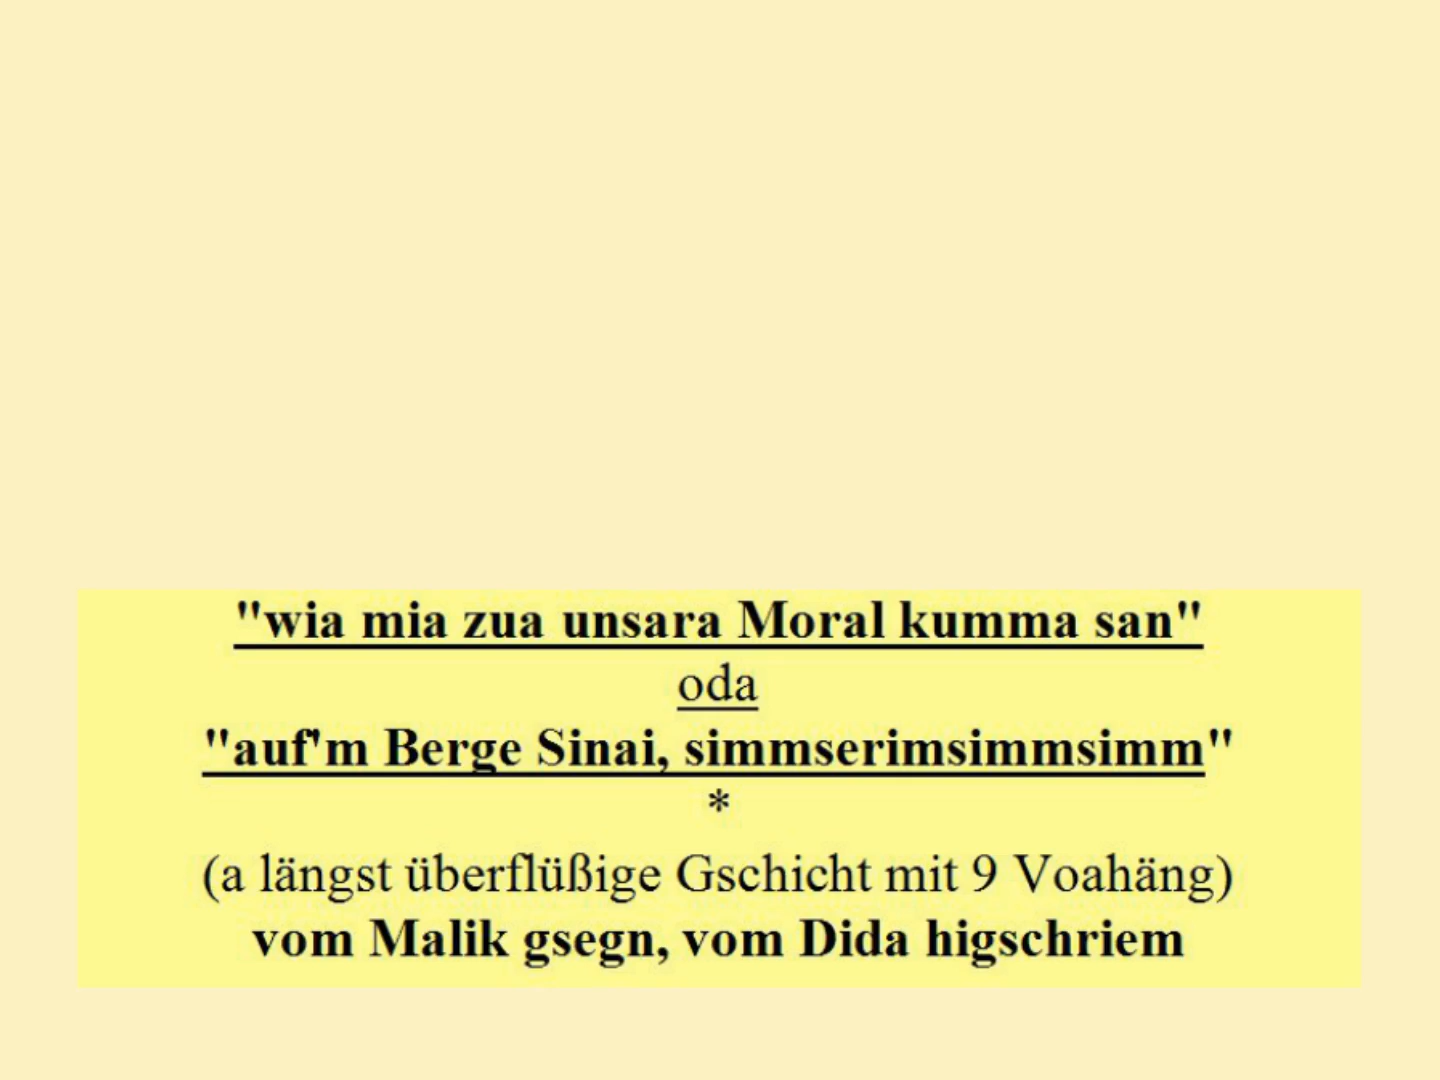 "wia mia zua unsara Moral kumma san"
oda
"auf'm Berge Sinai, simmserimsimmsimm"
*
(a längst überflüßige Gschicht mit 9 Voahäng)
vom Malik gsegn, vom Dida higschriem